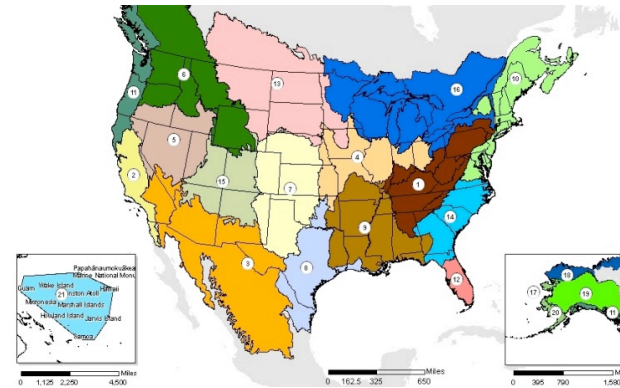 6
13
16
10
11
5
4
2
15
7
1
9
14
3
8
12
Papahānaumokuākea
Marine National Monu
Guam
Wake Island
Hawaii
21
Johnston Atoll
Micronesia
Marshall Islands
Howland Island
Jarvis Island
Samoa
Miles
0 1,125 2,250 4,500
Miles
0 162.5 325 650
18
17
19
20
11
Miles
0 395 790